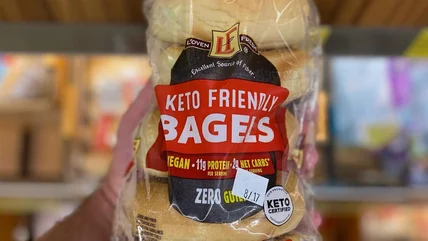 L'OVEN FRESH
LF
Excellent Source of Fiber
KETO FRIENDLY
BAGELS
VEGAN • 11g PROTEIN • 2g NET CARBS*
PER SERVING
ZERO
8/17
KETO
CERTIFIED